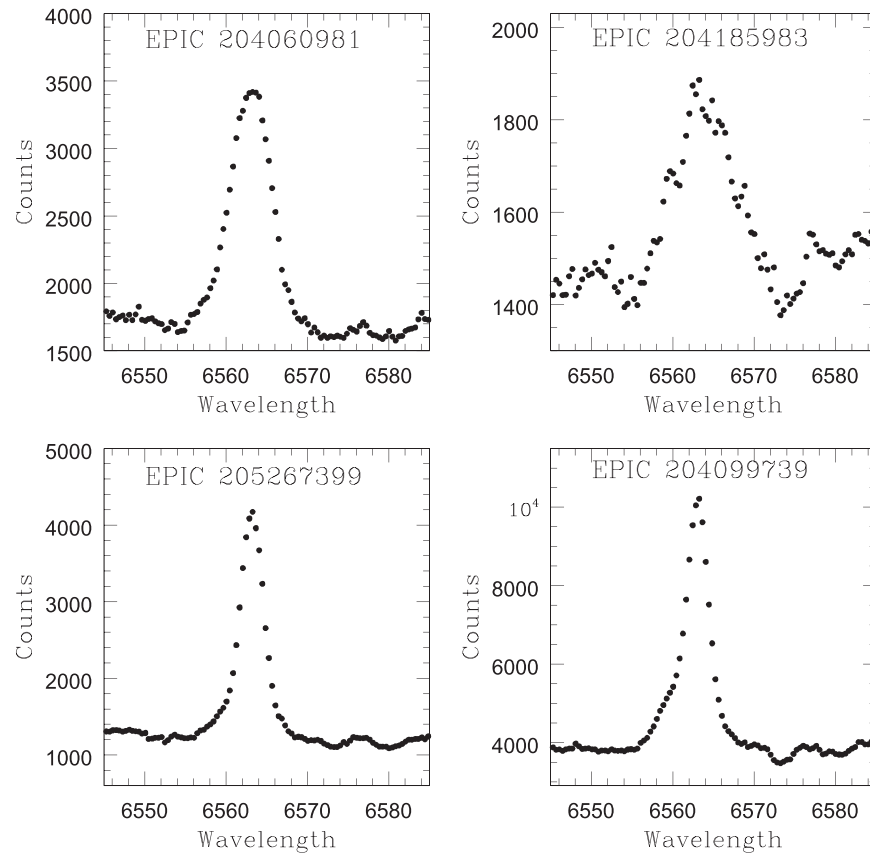 EPIC 204060981
4000
3500
3000
2500
2000
1500
Counts
6550 6560 6570 6580
Wavelength
EPIC 204185983
2000
1800
1600
1400
Counts
6550 6560 6570 6580
Wavelength
EPIC 205267399
5000
4000
3000
2000
1000
Counts
6550 6560 6570 6580
Wavelength
EPIC 204099739
10⁴
8000
6000
4000
Counts
6550 6560 6570 6580
Wavelength